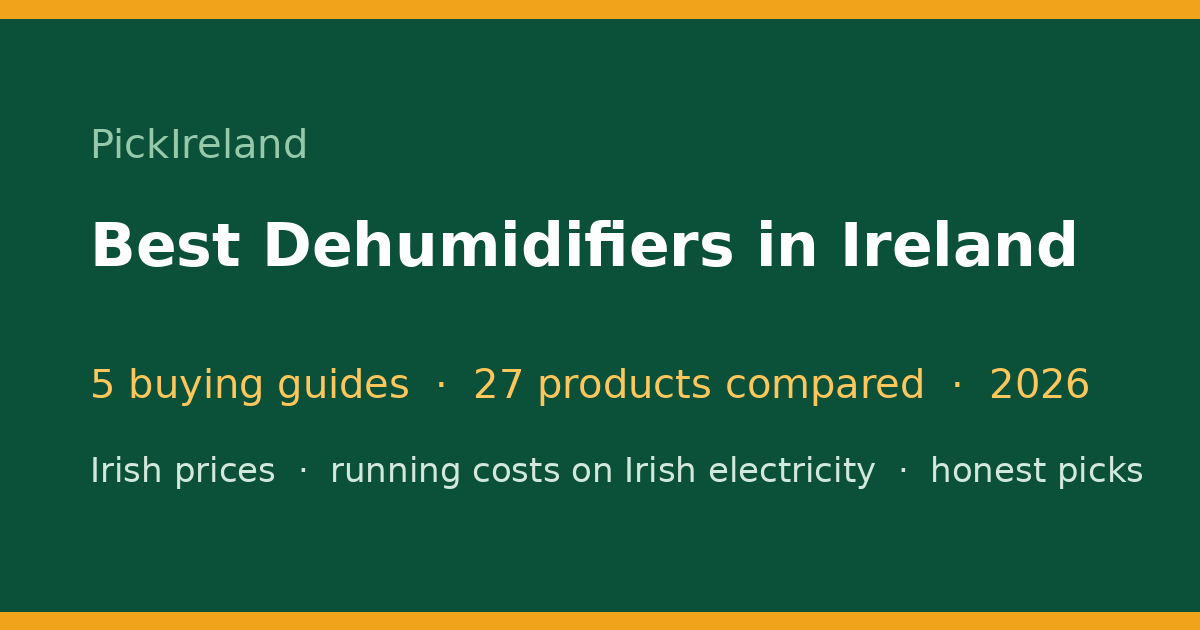 PickIreland
Best Dehumidifiers in Ireland
5 buying guides · 27 products compared · 2026
Irish prices · running costs on Irish electricity · honest picks